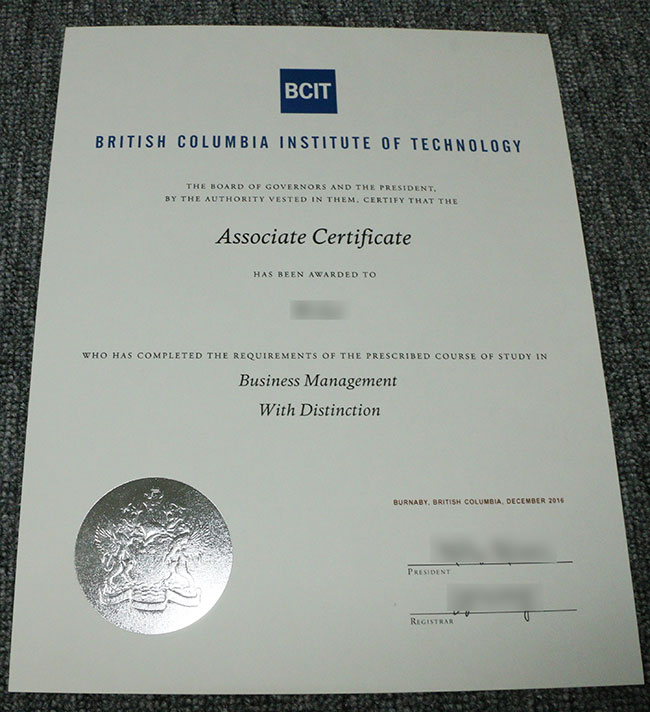 BCIT
BRITISH COLUMBIA INSTITUTE OF TECHNOLOGY
THE BOARD OF GOVERNORS AND THE PRESIDENT,
BY THE AUTHORITY VESTED IN THEM, CERTIFY THAT THE
Associate Certificate
HAS BEEN AWARDED TO
WHO HAS COMPLETED THE REQUIREMENTS OF THE PRESCRIBED COURSE OF STUDY IN
Business Management
With Distinction
BURNABY, BRITISH COLUMBIA, DECEMBER 2016
PRESIDENT
REGISTRAR